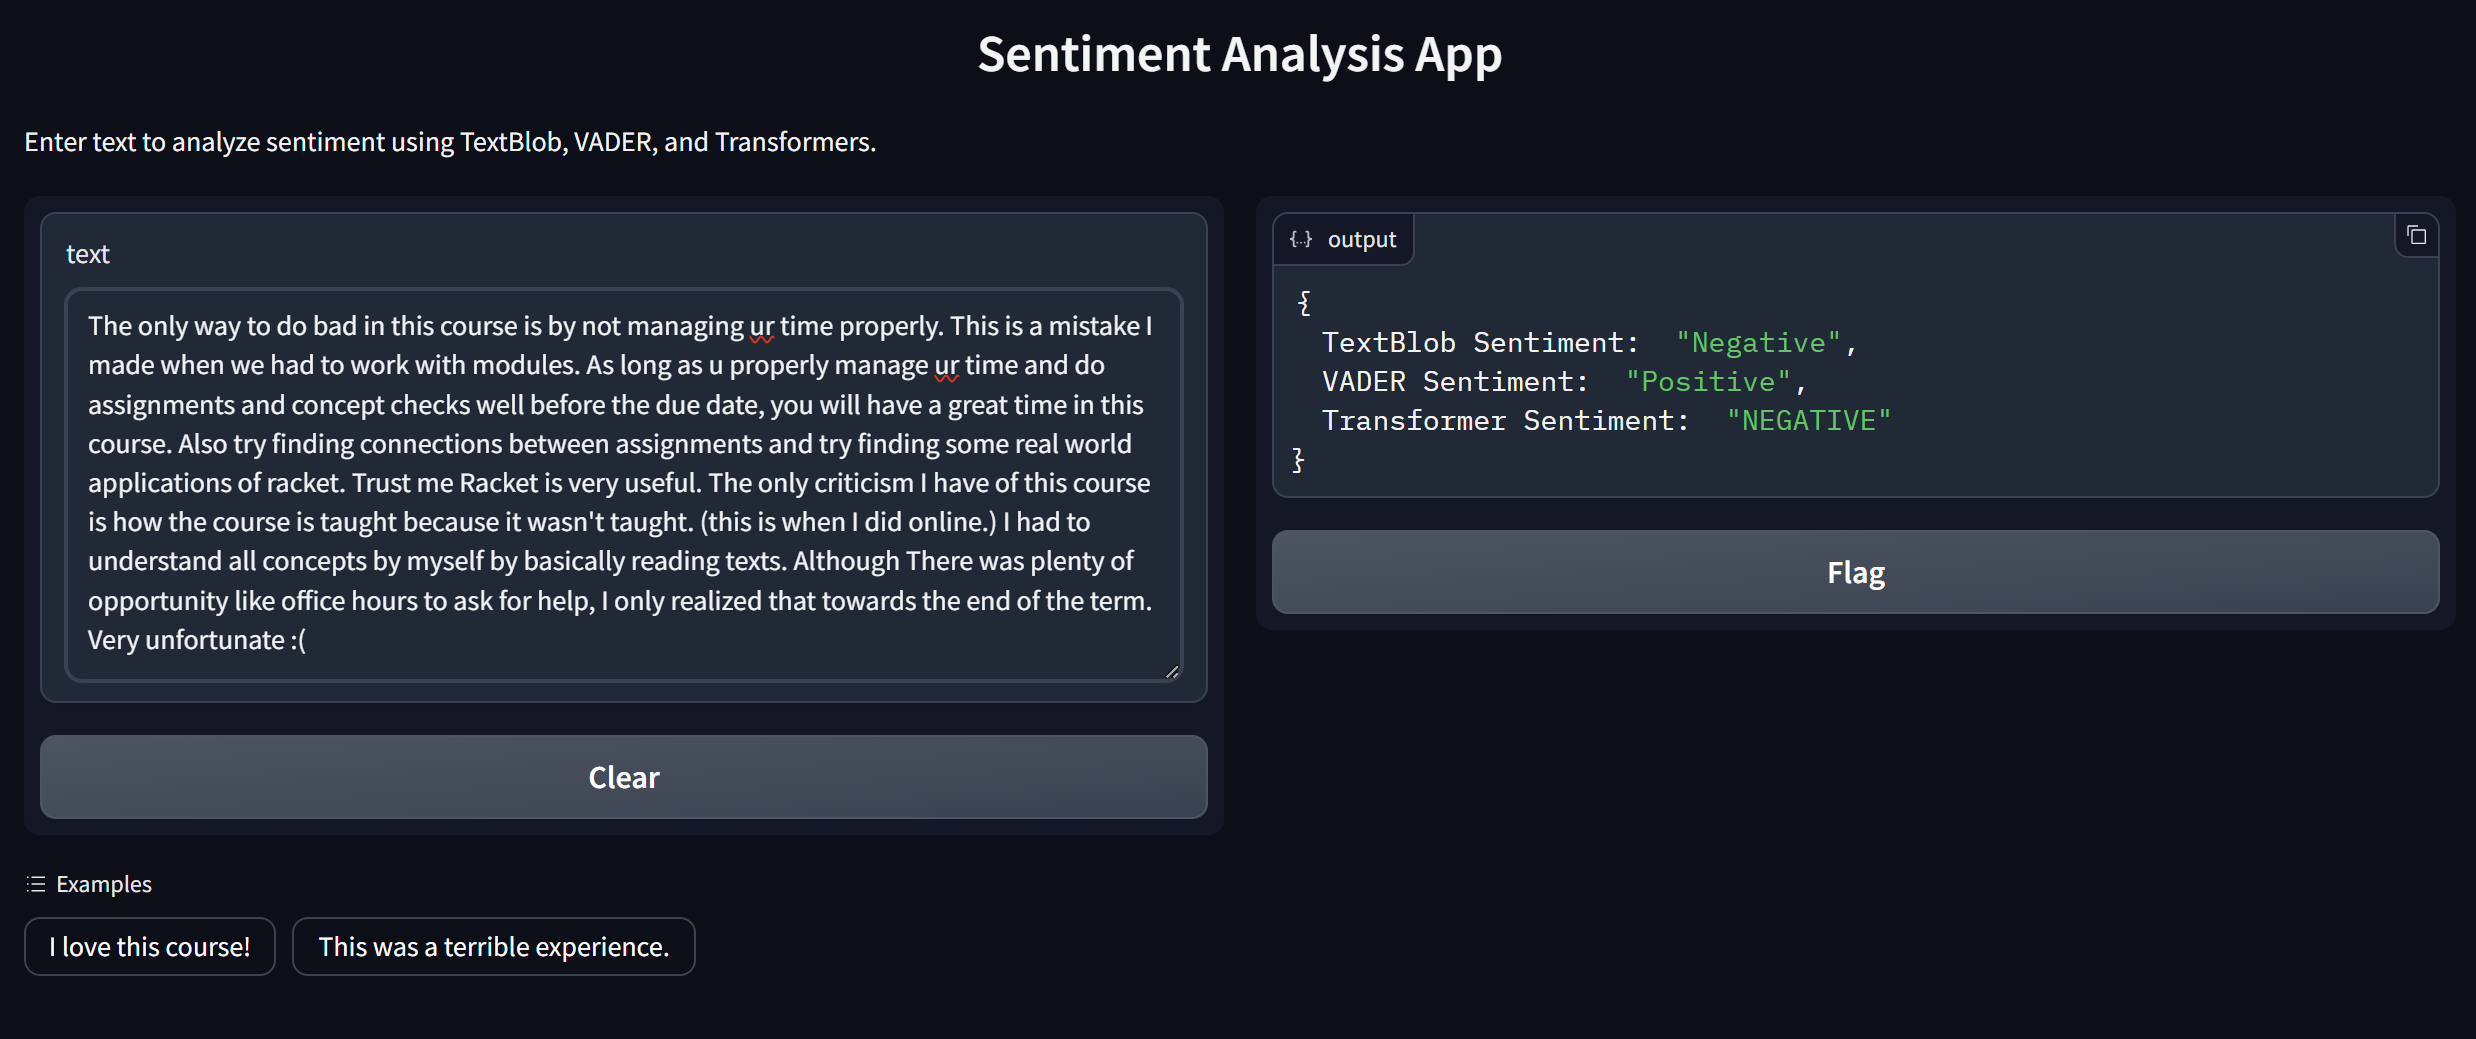 Sentiment Analysis App
Enter text to analyze sentiment using TextBlob, VADER, and Transformers.
text
The only way to do bad in this course is by not managing ur time properly. This is a mistake I
made when we had to work with modules. As long as u properly manage ur time and do
assignments and concept checks well before the due date, you will have a great time in this
course. Also try finding connections between assignments and try finding some real world
applications of racket. Trust me Racket is very useful. The only criticism I have of this course
is how the course is taught because it wasn't taught. (this is when I did online.) I had to
understand all concepts by myself by basically reading texts. Although There was plenty of
opportunity like office hours to ask for help, I only realized that towards the end of the term.
Very unfortunate :(
Clear
{..} output
{
TextBlob Sentiment: "Negative",
VADER Sentiment: "Positive",
Transformer Sentiment: "NEGATIVE"
}
Flag
Examples
I love this course!
This was a terrible experience.